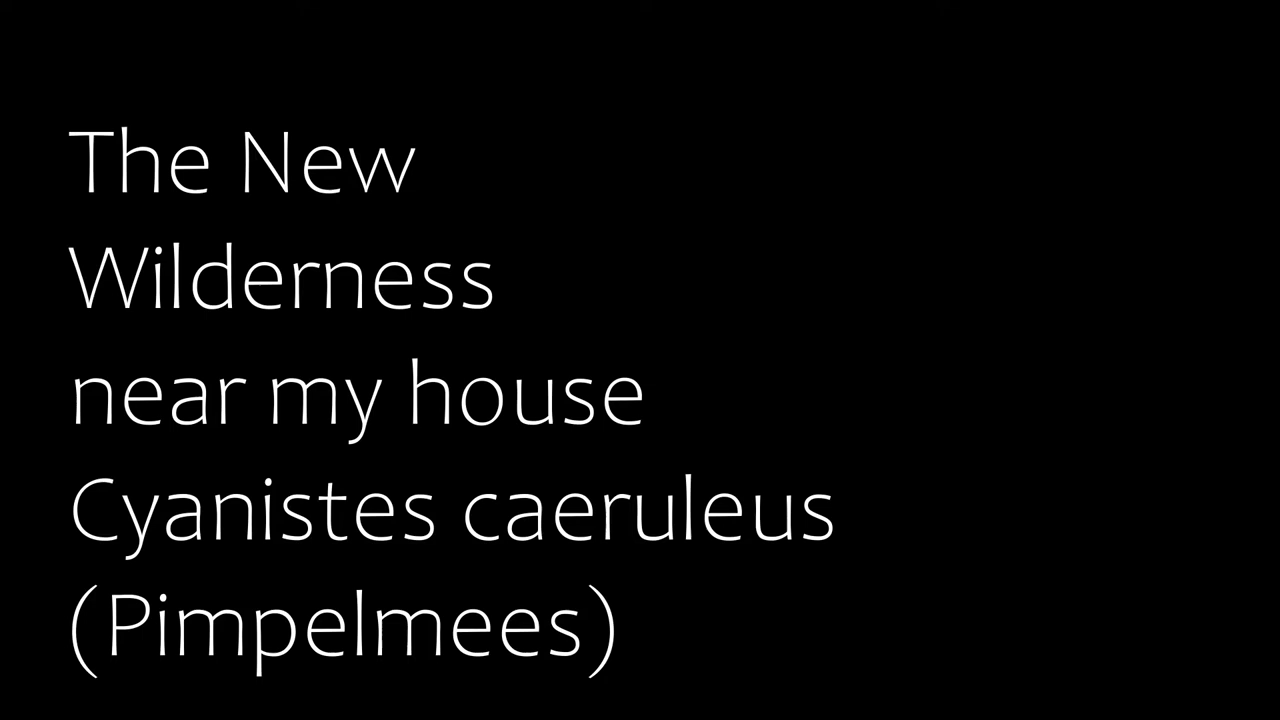 The New
Wilderness
near my house
Cyanistes caeruleus
(Pimpelmees)